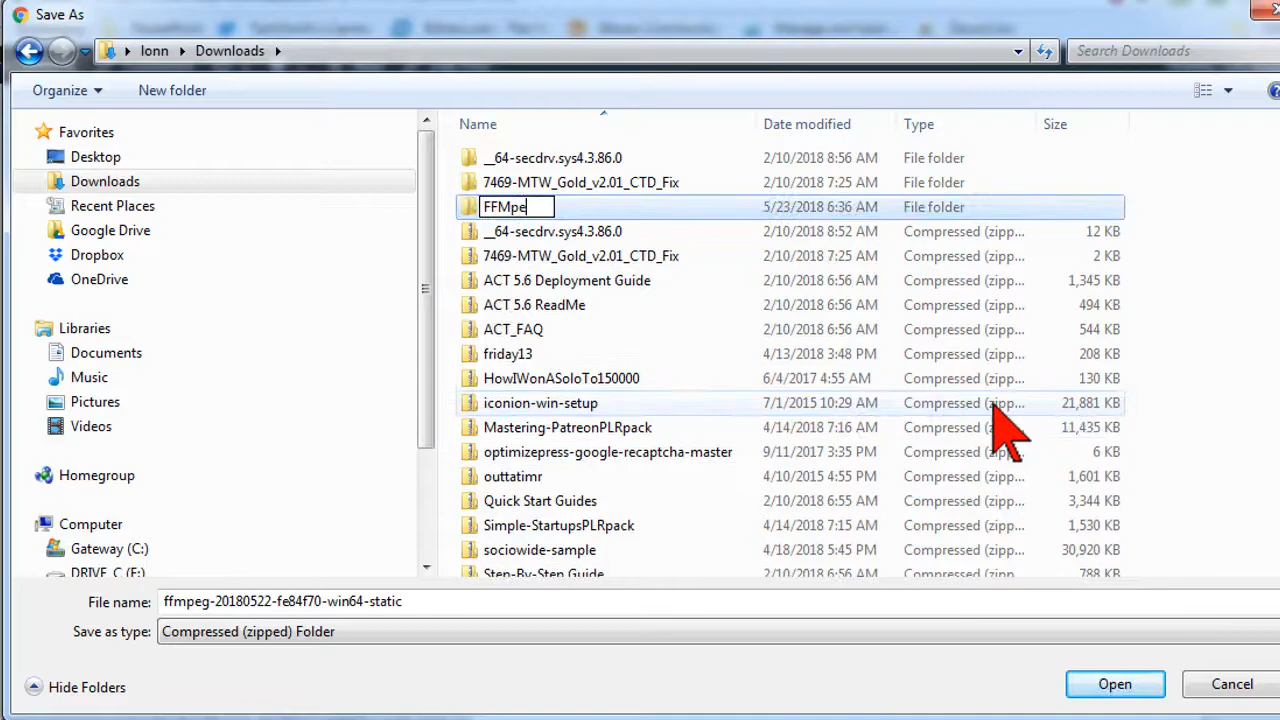 Save As
lonn Downloads
Search Downloads
Organize New folder
Name Date modified Type Size
Favorites
Desktop
Downloads
Recent Places
Google Drive
Dropbox
OneDrive
Libraries
Documents
Music
Pictures
Videos
Homegroup
Computer
Gateway (C:)
DRIVE_C (F:)
__64-secdrv.sys4.3.86.0 2/10/2018 8:56 AM File folder
7469-MTW_Gold_v2.01_CTD_Fix 2/10/2018 7:25 AM File folder
FFMpe 5/23/2018 6:36 AM File folder
__64-secdrv.sys4.3.86.0 2/10/2018 8:52 AM Compressed (zipp... 12 KB
7469-MTW_Gold_v2.01_CTD_Fix 2/10/2018 7:25 AM Compressed (zipp... 2 KB
ACT 5.6 Deployment Guide 2/10/2018 6:56 AM Compressed (zipp... 1,345 KB
ACT 5.6 ReadMe 2/10/2018 6:56 AM Compressed (zipp... 494 KB
ACT_FAQ 2/10/2018 6:56 AM Compressed (zipp... 544 KB
friday13 4/13/2018 3:48 PM Compressed (zipp... 208 KB
HowIWonASoloTo150000 6/4/2017 4:55 AM Compressed (zipp... 130 KB
iconion-win-setup 7/1/2015 10:29 AM Compressed (zipp... 21,881 KB
Mastering-PatreonPLRpack 4/14/2018 7:16 AM Compressed (zipp... 11,435 KB
optimizepress-google-recaptcha-master 9/11/2017 3:35 PM Compressed (zipp... 6 KB
outtatimr 4/10/2015 4:55 PM Compressed (zipp... 1,601 KB
Quick Start Guides 2/10/2018 6:55 AM Compressed (zipp... 3,344 KB
Simple-StartupsPLRpack 4/14/2018 7:15 AM Compressed (zipp... 1,530 KB
sociowide-sample 4/18/2018 5:45 PM Compressed (zipp... 30,920 KB
Step-By-Step Guide 2/10/2018 6:56 AM Compressed (zipp... 788 KB
File name: ffmpeg-20180522-fe84f70-win64-static
Save as type: Compressed (zipped) Folder
Hide Folders Open Cancel